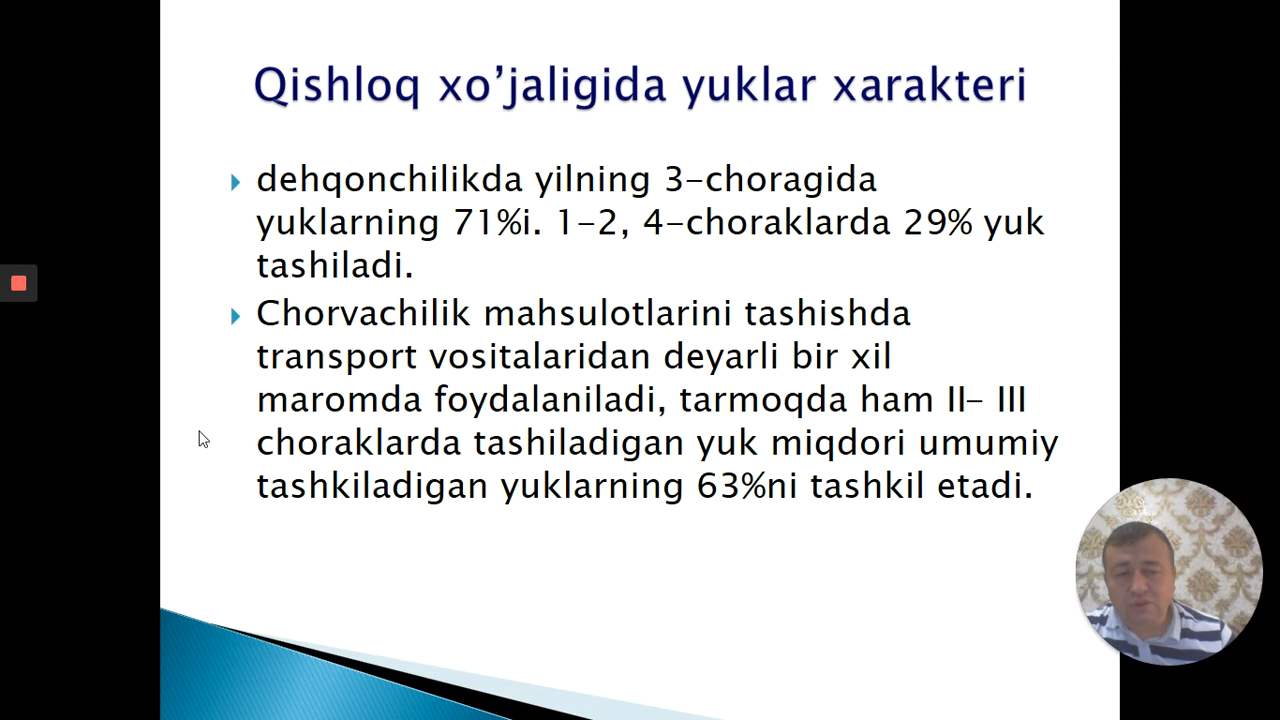 Qishloq xo’jaligida yuklar xarakteri
dehqonchilikda yilning 3-choragida
yuklarning 71%i. 1-2, 4-choraklarda 29% yuk
tashiladi.
Chorvachilik mahsulotlarini tashishda
transport vositalaridan deyarli bir xil
maromda foydalaniladi, tarmoqda ham II- III
choraklarda tashiladigan yuk miqdori umumiy
tashkiladigan yuklarning 63%ni tashkil etadi.